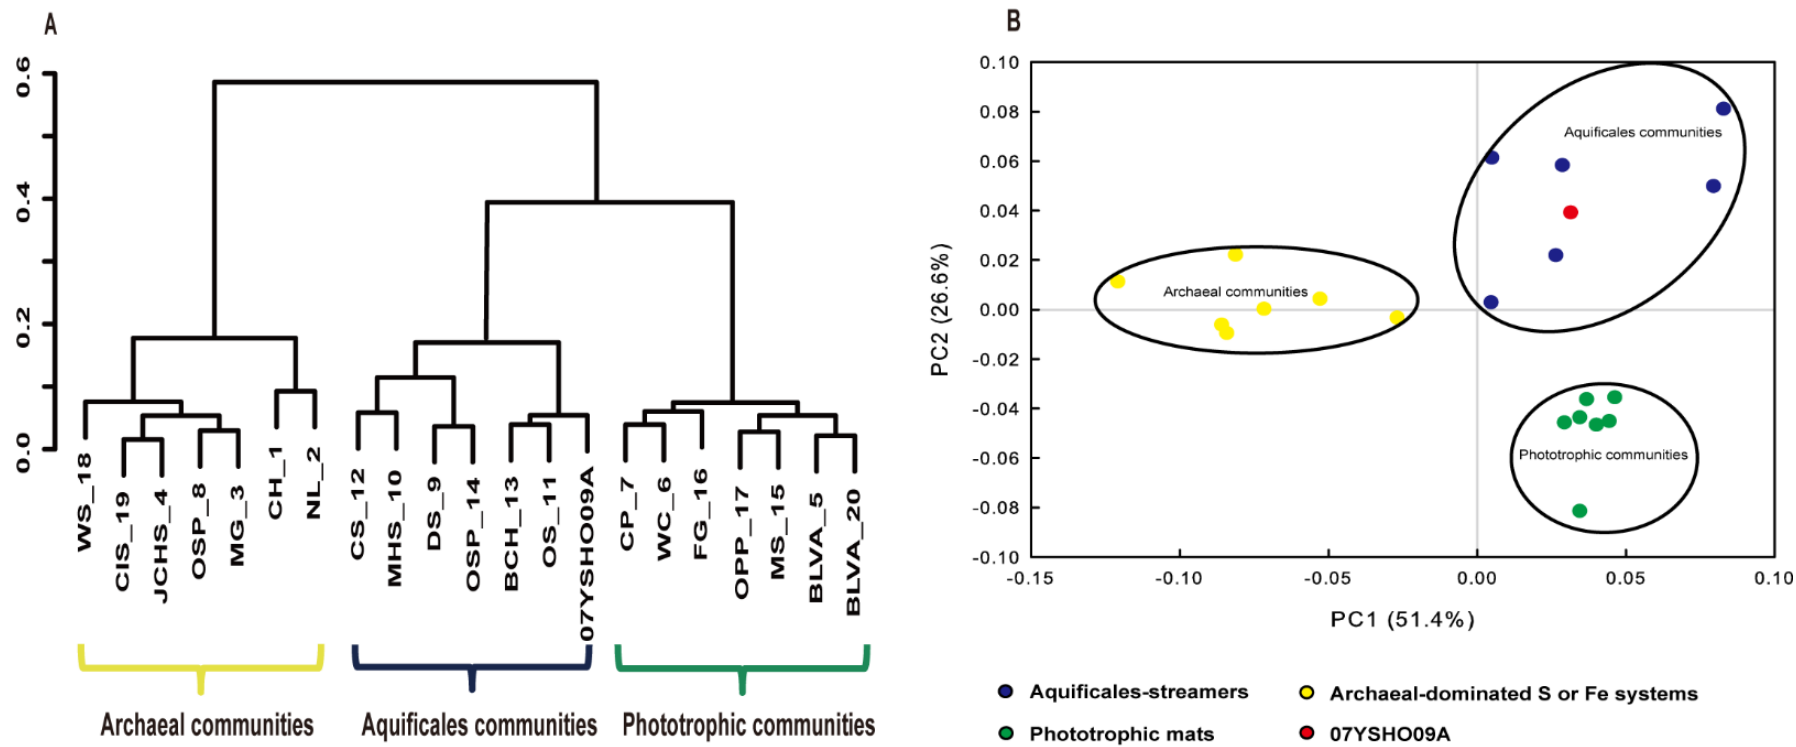 A
0.6
0.4
0.2
0.0
WS_18
CIS_19
JCHS_4
OSP_8
MG_3
CH_1
NL_2
CS_12
MHS_10
DS_9
OSP_14
BCH_13
OS_11
07YSHO09A
CP_7
WC_6
FG_16
OPP_17
MS_15
BLVA_5
BLVA_20
Archaeal communities
Aquificales communities
Phototrophic communities
B
PC2 (26.6%)
0.10
0.08
0.06
0.04
0.02
0.00
-0.02
-0.04
-0.06
-0.08
-0.10
Aquificales communities
Archaeal communities
Phototrophic communities
-0.15
-0.10
-0.05
0.00
0.05
0.10
PC1 (51.4%)
Aquificales-streamers
Archaeal-dominated S or Fe systems
Phototrophic mats
07YSHO09A